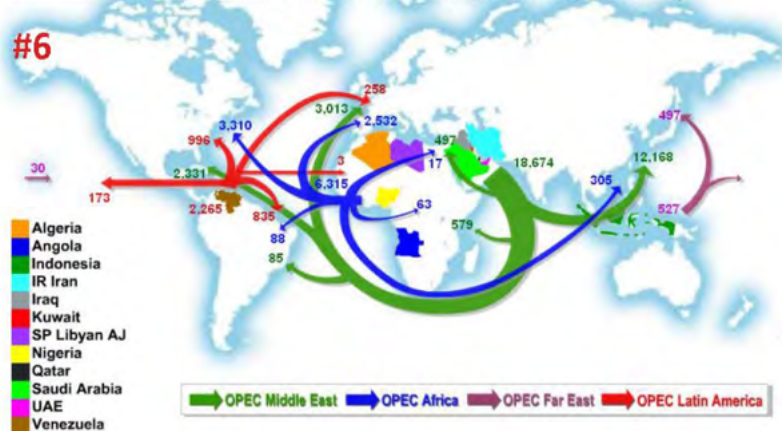 #6
258
3,013
3,310
2,532
996
497
497
3
17
18,674
12,168
2,331
30
6,315
305
173
2,265
835
63
527
88
579
85
Algeria
Angola
Indonesia
IR Iran
Iraq
Kuwait
SP Libyan AJ
Nigeria
Qatar
Saudi Arabia
UAE
Venezuela
OPEC Middle East OPEC Africa OPEC Far East OPEC Latin America